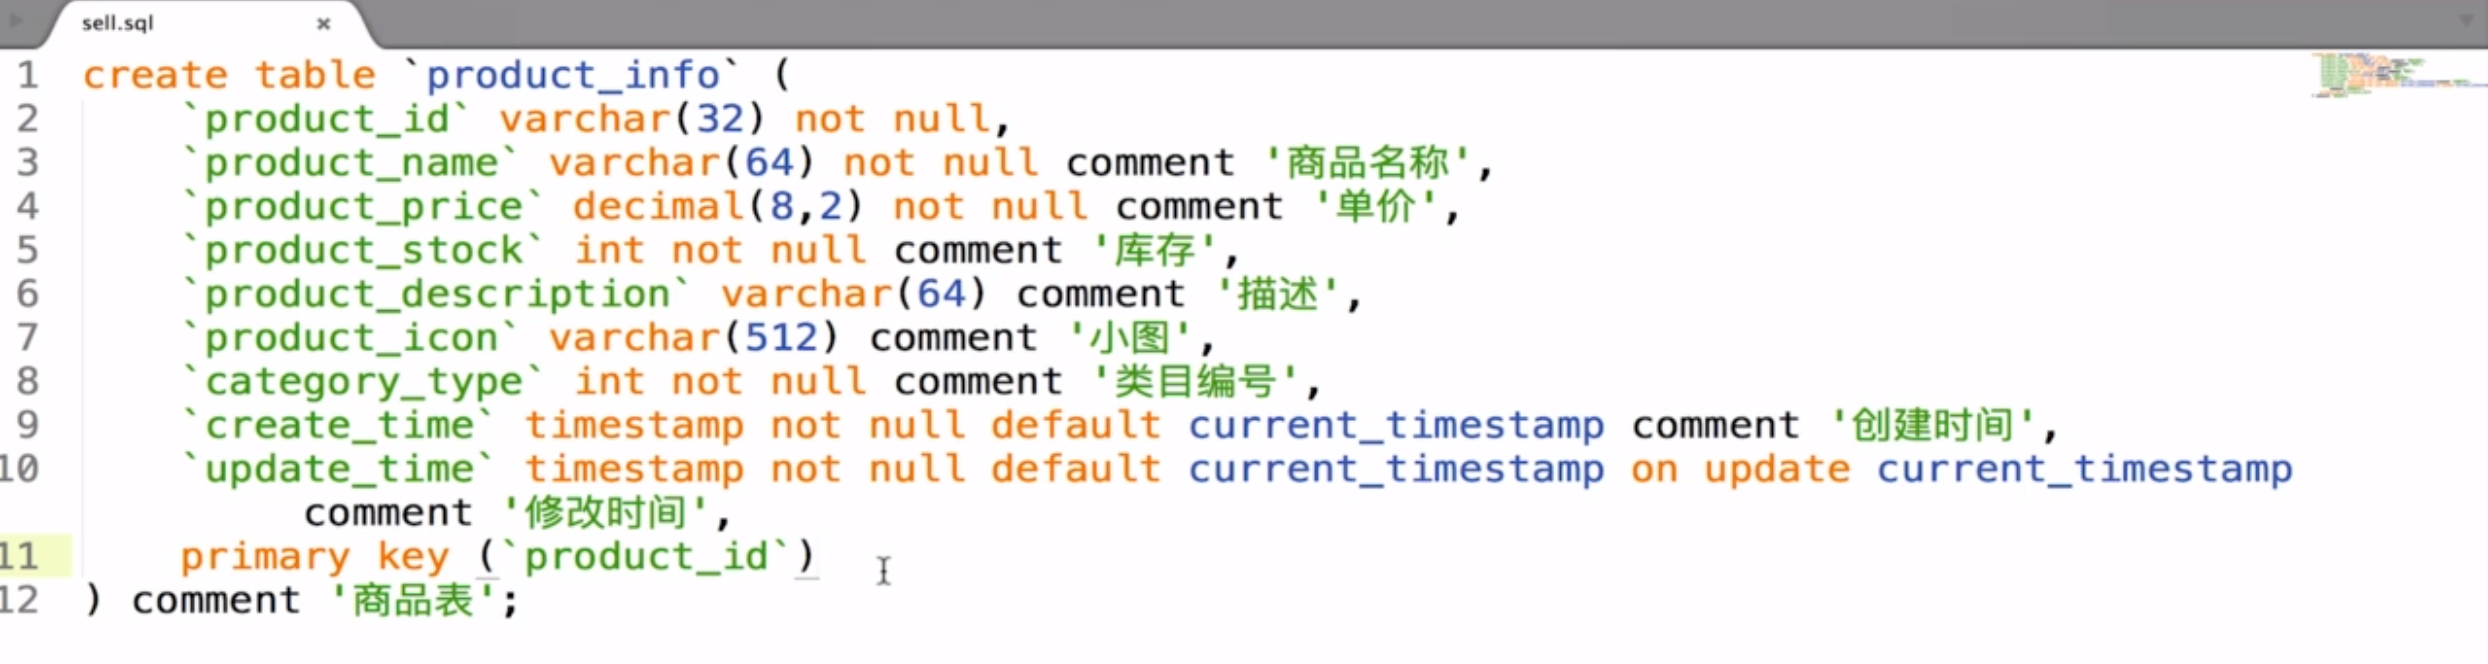 sell.sql ×
1 create table `product_info` (
2 `product_id` varchar(32) not null,
3 `product_name` varchar(64) not null comment '商品名称',
4 `product_price` decimal(8,2) not null comment '单价',
5 `product_stock` int not null comment '库存',
6 `product_description` varchar(64) comment '描述',
7 `product_icon` varchar(512) comment '小图',
8 `category_type` int not null comment '类目编号',
9 `create_time` timestamp not null default current_timestamp comment '创建时间',
10 `update_time` timestamp not null default current_timestamp on update current_timestamp
comment '修改时间',
11 primary key (`product_id`)
12 ) comment '商品表';